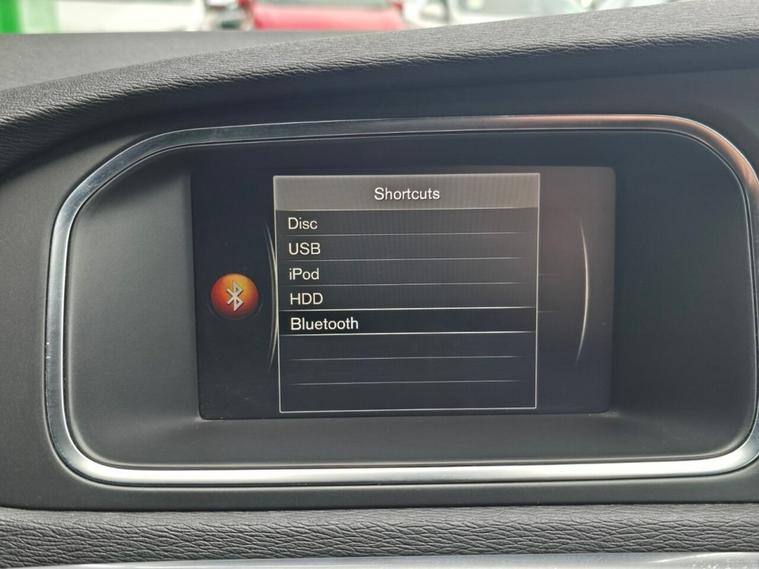 Shortcuts
Disc
USB
iPod
HDD
Bluetooth